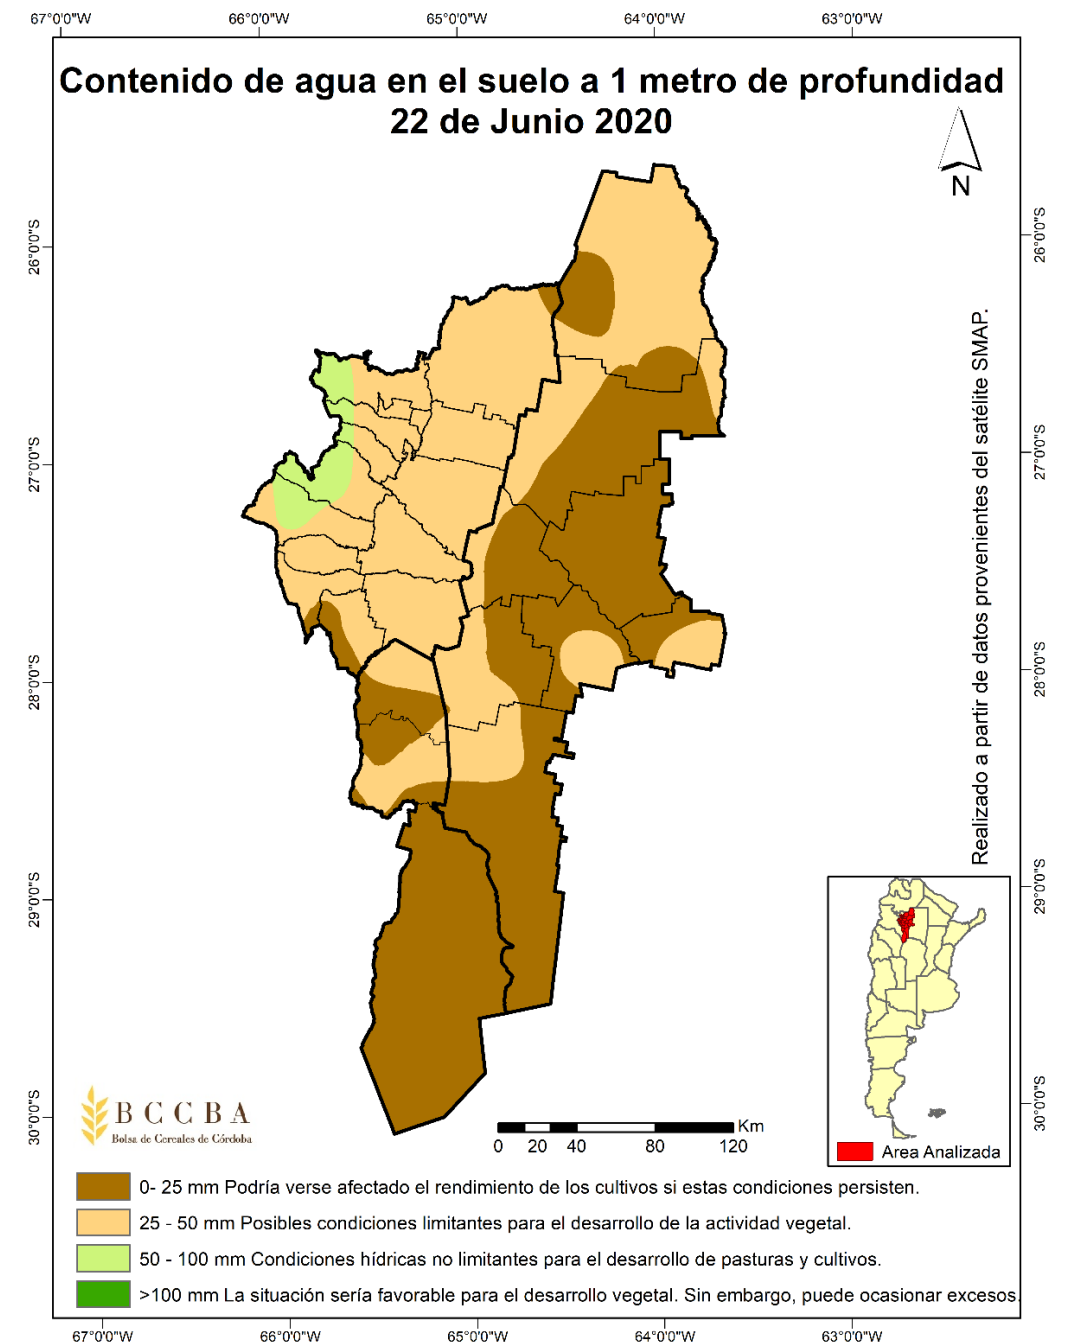 67°0'0"W 66°0'0"W 65°0'0"W 64°0'0"W 63°0'0"W
Contenido de agua en el suelo a 1 metro de profundidad
22 de Junio 2020
N
26°0'0"S
26°0'0"S
27°0'0"S
27°0'0"S
28°0'0"S
28°0'0"S
29°0'0"S
29°0'0"S
30°0'0"S
30°0'0"S
Realizado a partir de datos provenientes del satélite SMAP.
BCCBA
Bolsa de Cereales de Córdoba
Km
0 20 40 80 120
Area Analizada
0- 25 mm Podría verse afectado el rendimiento de los cultivos si estas condiciones persisten.
25 - 50 mm Posibles condiciones limitantes para el desarrollo de la actividad vegetal.
50 - 100 mm Condiciones hídricas no limitantes para el desarrollo de pasturas y cultivos.
>100 mm La situación sería favorable para el desarrollo vegetal. Sin embargo, puede ocasionar excesos.
67°0'0"W 66°0'0"W 65°0'0"W 64°0'0"W 63°0'0"W